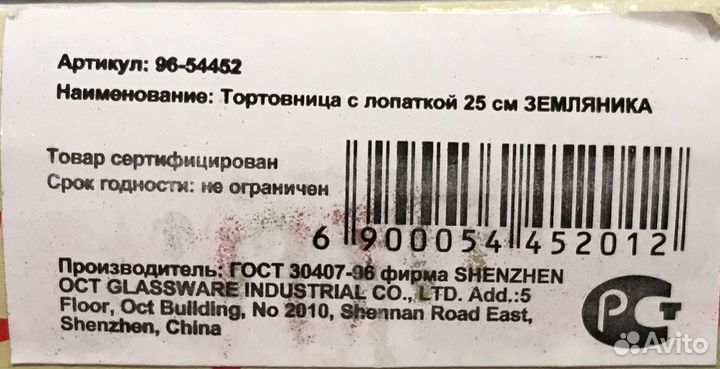 Артикул: 96-54452
Наименование: Тортовница с лопаткой 25 см ЗЕМЛЯНИКА
Товар сертифицирован
Срок годности: не ограничен
6 900054 452012
Производитель: ГОСТ 30407-96 фирма SHENZHEN
OCT GLASSWARE INDUSTRIAL CO., LTD. Add.:5
Floor, Oct Building, No 2010, Shennan Road East,
Shenzhen, China
РСТ
Avito